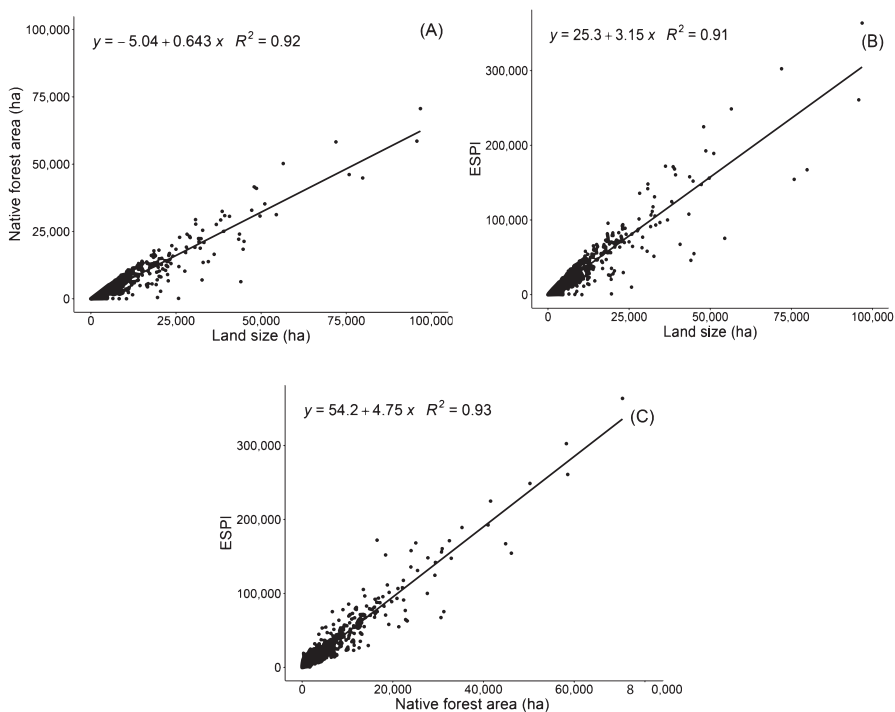 (A)
y = − 5.04 + 0.643 x R² = 0.92
Native forest area (ha)
100,000
75,000
50,000
25,000
0
0 25,000 50,000 75,000 100,000
Land size (ha)
(B)
y = 25.3 + 3.15 x R² = 0.91
ESPI
300,000
200,000
100,000
0
0 25,000 50,000 75,000 100,000
Land size (ha)
(C)
y = 54.2 + 4.75 x R² = 0.93
ESPI
300,000
200,000
100,000
0
0 20,000 40,000 60,000 8 0,000
Native forest area (ha)